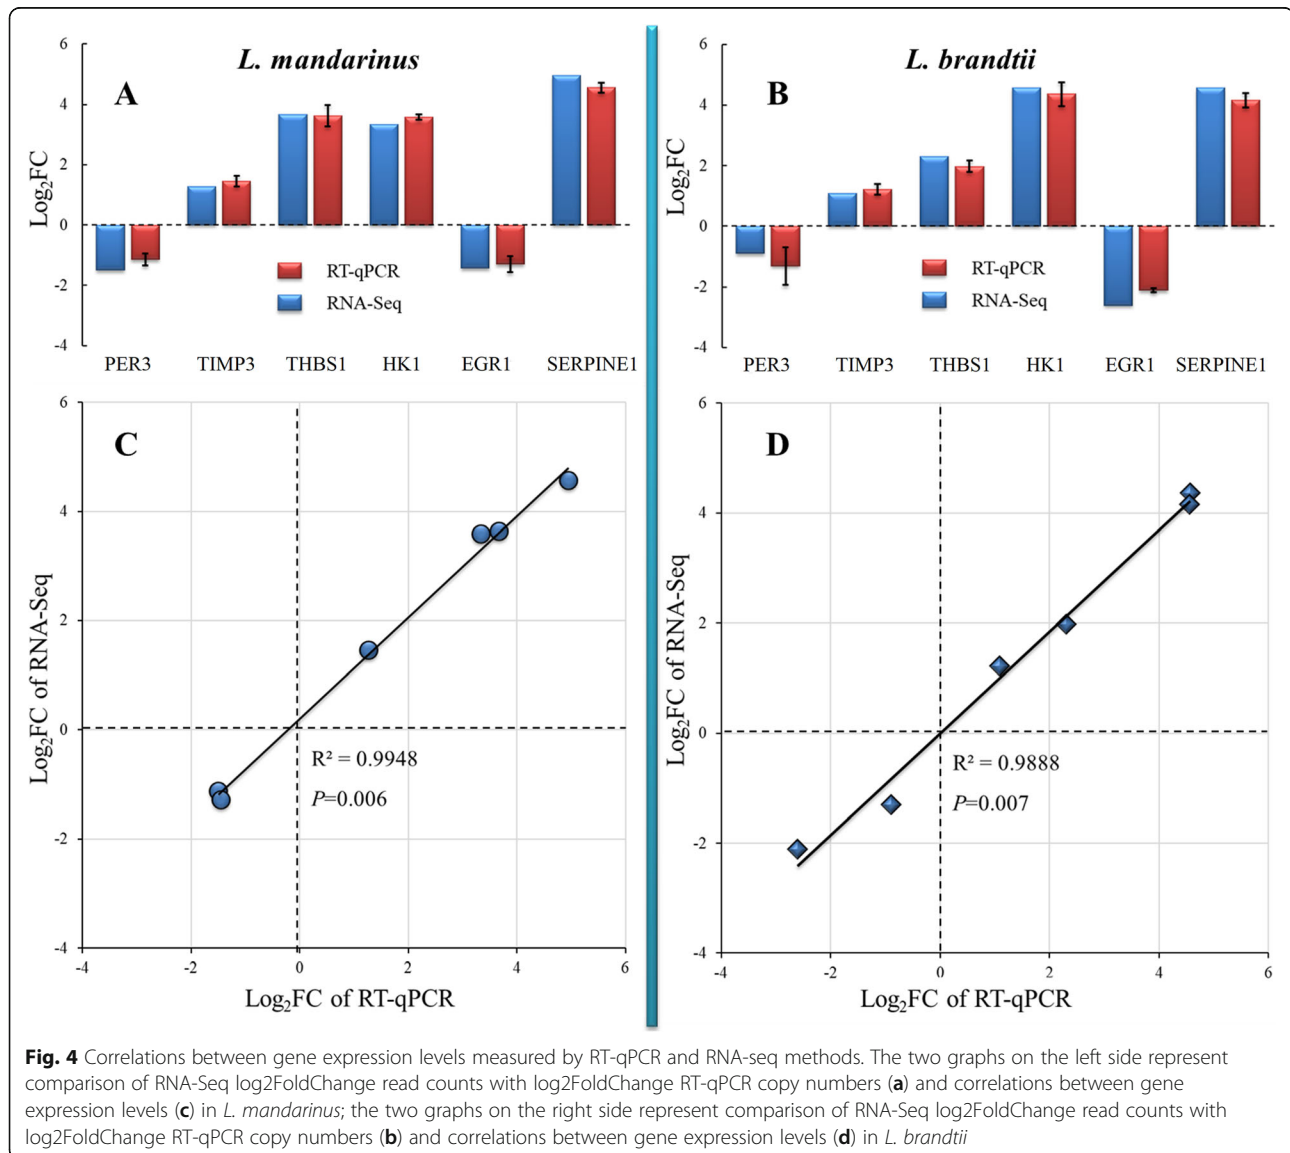 L. mandarinus
A
6
4
2
0
-2
-4
Log2FC
RT-qPCR
RNA-Seq
PER3 TIMP3 THBS1 HK1 EGR1 SERPINE1
L. brandtii
B
6
4
2
0
-2
-4
Log2FC
RT-qPCR
RNA-Seq
PER3 TIMP3 THBS1 HK1 EGR1 SERPINE1
C
6
4
2
0
-2
-4
Log2FC of RNA-Seq
R² = 0.9948
P=0.006
-4 -2 0 2 4 6
Log2FC of RT-qPCR
D
6
4
2
0
-2
-4
Log2FC of RNA-Seq
R² = 0.9888
P=0.007
-4 -2 0 2 4 6
Log2FC of RT-qPCR
Fig. 4 Correlations between gene expression levels measured by RT-qPCR and RNA-seq methods. The two graphs on the left side represent
comparison of RNA-Seq log2FoldChange read counts with log2FoldChange RT-qPCR copy numbers (a) and correlations between gene
expression levels (c) in L. mandarinus; the two graphs on the right side represent comparison of RNA-Seq log2FoldChange read counts with
log2FoldChange RT-qPCR copy numbers (b) and correlations between gene expression levels (d) in L. brandtii